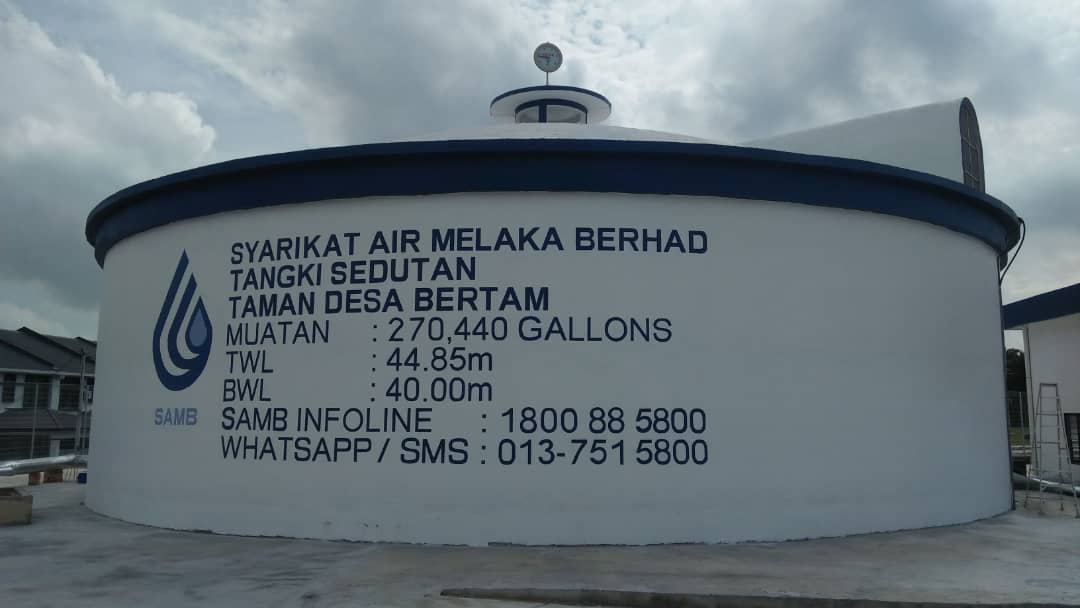 SYARIKAT AIR MELAKA BERHAD
TANGKI SEDUTAN
TAMAN DESA BERTAM
MUATAN : 270,440 GALLONS
TWL : 44.85m
BWL : 40.00m
SAMB INFOLINE : 1800 88 5800
WHATSAPP / SMS : 013-751 5800
SAMB